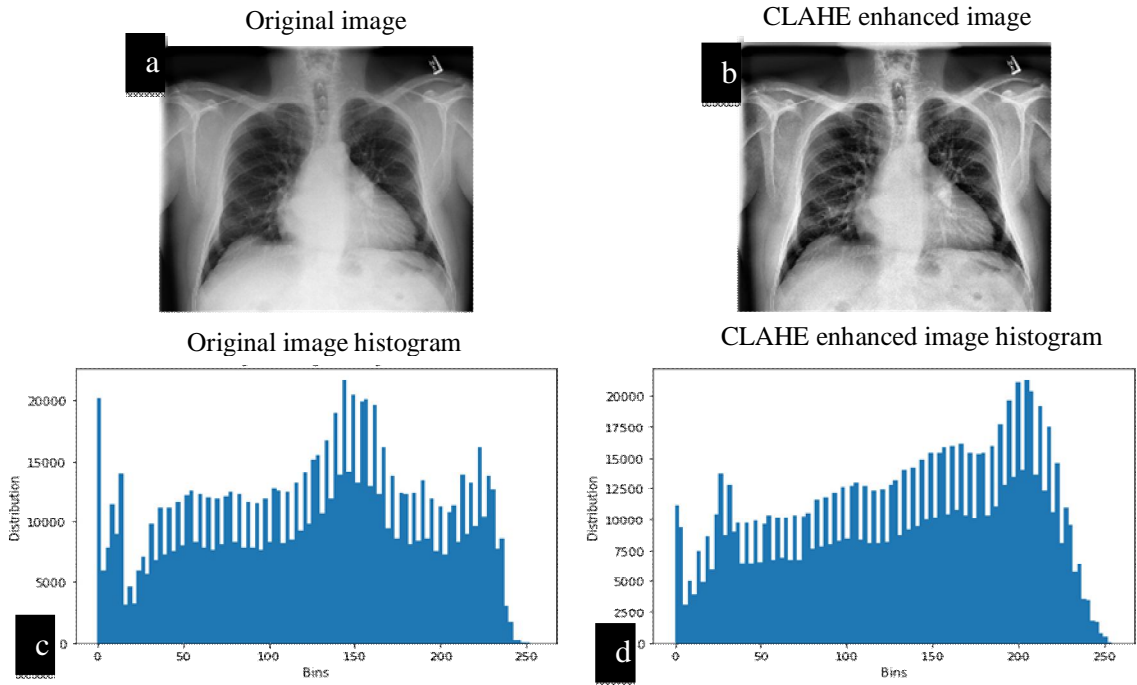 Original image
CLAHE enhanced image
a
b
Original image histogram
CLAHE enhanced image histogram
20000
15000
10000
5000
0
Distribution
0
50
100
150
200
250
Bins
c
20000
17500
15000
12500
10000
7500
5000
2500
0
Distribution
0
50
100
150
200
250
Bins
d